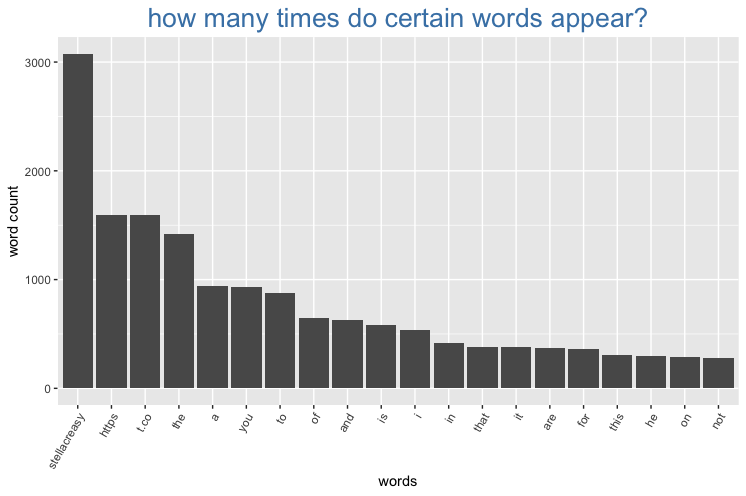 how many times do certain words appear?
word count
3000
2000
1000
0
stellacreasy
https
t.co
the
a
you
to
of
and
is
i
in
that
it
are
for
this
he
on
not
words